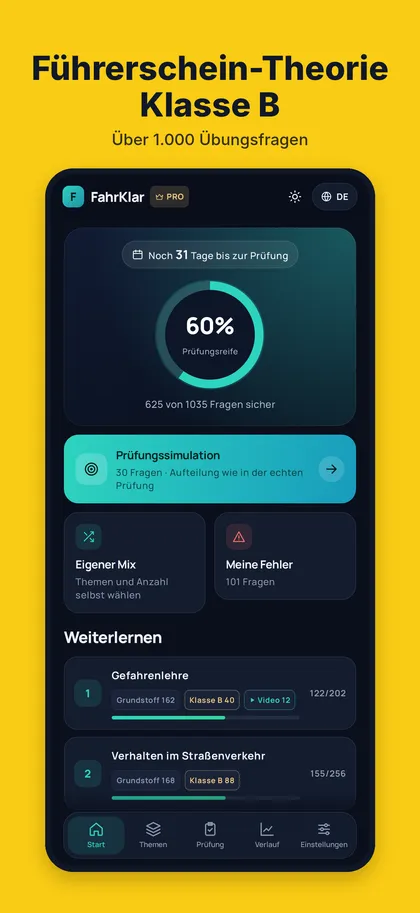 Führerschein-Theorie
Klasse B
Über 1.000 Übungsfragen
F FahrKlar PRO DE
Noch 31 Tage bis zur Prüfung
60%
Prüfungsreife
625 von 1035 Fragen sicher
Prüfungssimulation
30 Fragen · Aufteilung wie in der echten
Prüfung
Eigener Mix
Themen und Anzahl
selbst wählen
Meine Fehler
101 Fragen
Weiterlernen
1
Gefahrenlehre
Grundstoff 162 Klasse B 40 Video 12
122/202
2
Verhalten im Straßenverkehr
Grundstoff 168 Klasse B 88
155/256
Start Themen Prüfung Verlauf Einstellungen